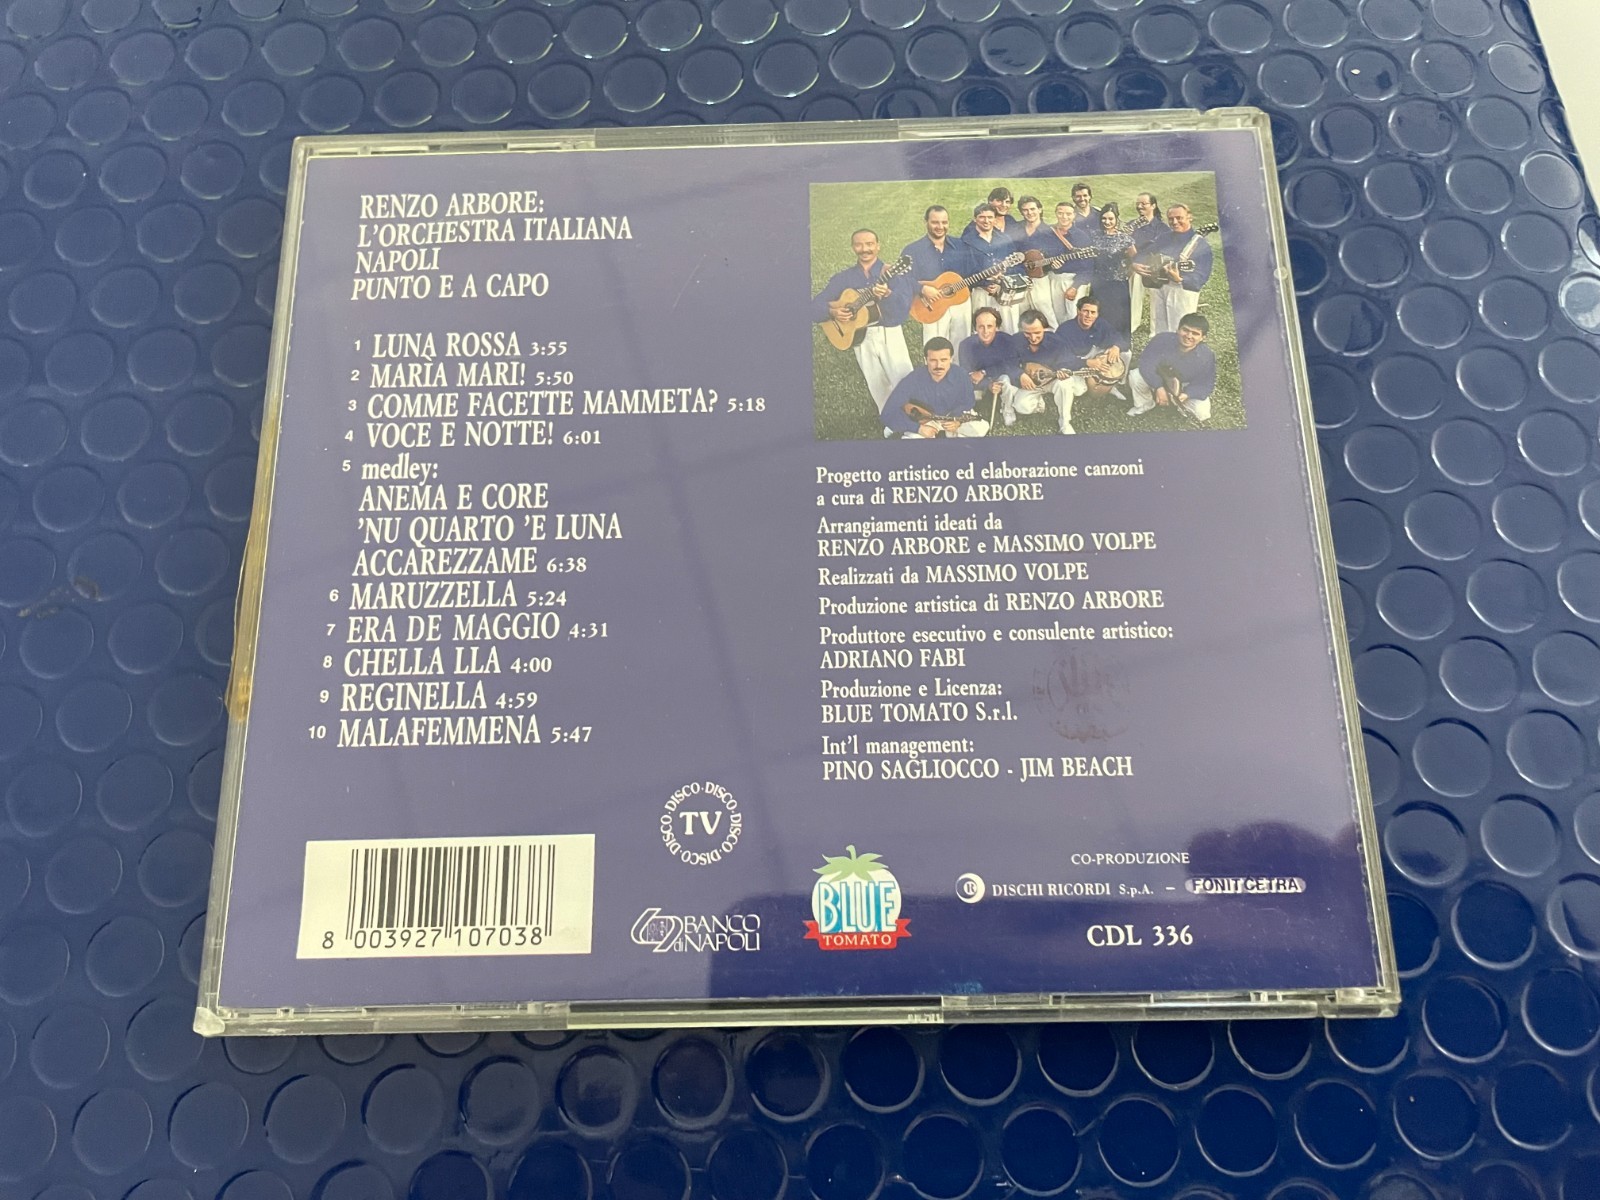 RENZO ARBORE:
L'ORCHESTRA ITALIANA
NAPOLI
PUNTO E A CAPO
1 LUNA ROSSA 3:55
2 MARÌA MARI! 5:50
3 COMME FACETTE MAMMETA? 5:18
4 VOCE E NOTTE! 6:01
5 medley:
ANEMA E CORE
'NU QUARTO 'E LUNA
ACCAREZZAME 6:38
6 MARUZZELLA 5:24
7 ERA DE MAGGIO 4:31
8 CHELLA LLA 4:00
9 REGINELLA 4:59
10 MALAFEMMENA 5:47
Progetto artistico ed elaborazione canzoni
a cura di RENZO ARBORE
Arrangiamenti ideati da
RENZO ARBORE e MASSIMO VOLPE
Realizzati da MASSIMO VOLPE
Produzione artistica di RENZO ARBORE
Produttore esecutivo e consulente artistico:
ADRIANO FABI
Produzione e Licenza:
BLUE TOMATO S.r.l.
Int'l management:
PINO SAGLIOCCO - JIM BEACH
DISCO·DISCO·DISCO·DISCO·DISCO·
TV
8 003927 107038
BANCO
di NAPOLI
BLUE
TOMATO
CO-PRODUZIONE
R DISCHI RICORDI S.p.A. - FONIT CETRA
CDL 336